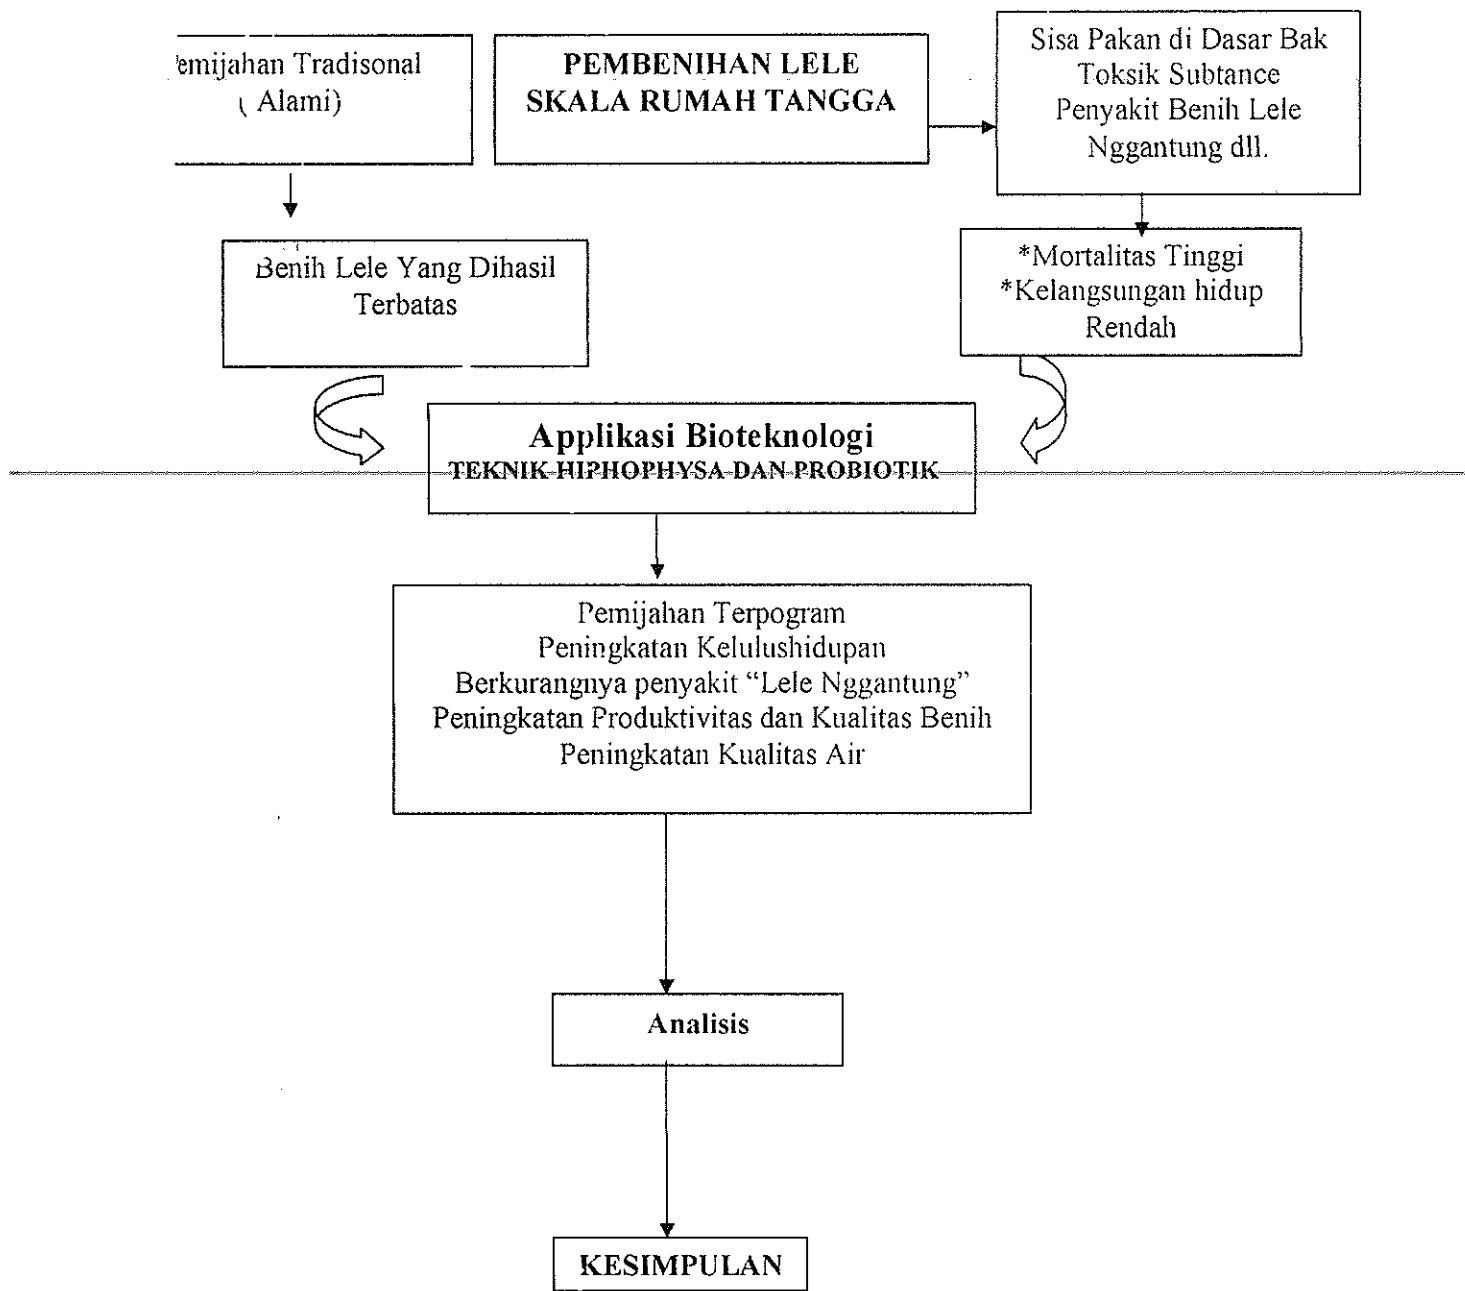 emijahan Tradisonal
( Alami)
PEMBENIHAN LELE
SKALA RUMAH TANGGA
Sisa Pakan di Dasar Bak
Toksik Subtance
Penyakit Benih Lele
Nggantung dll.
Benih Lele Yang Dihasil
Terbatas
*Mortalitas Tinggi
*Kelangsungan hidup
Rendah
Applikasi Bioteknologi
TEKNIK HIPHOPHYSA DAN PROBIOTIK
Pemijahan Terpogram
Peningkatan Kelulushidupan
Berkurangnya penyakit “Lele Nggantung”
Peningkatan Produktivitas dan Kualitas Benih
Peningkatan Kualitas Air
Analisis
KESIMPULAN